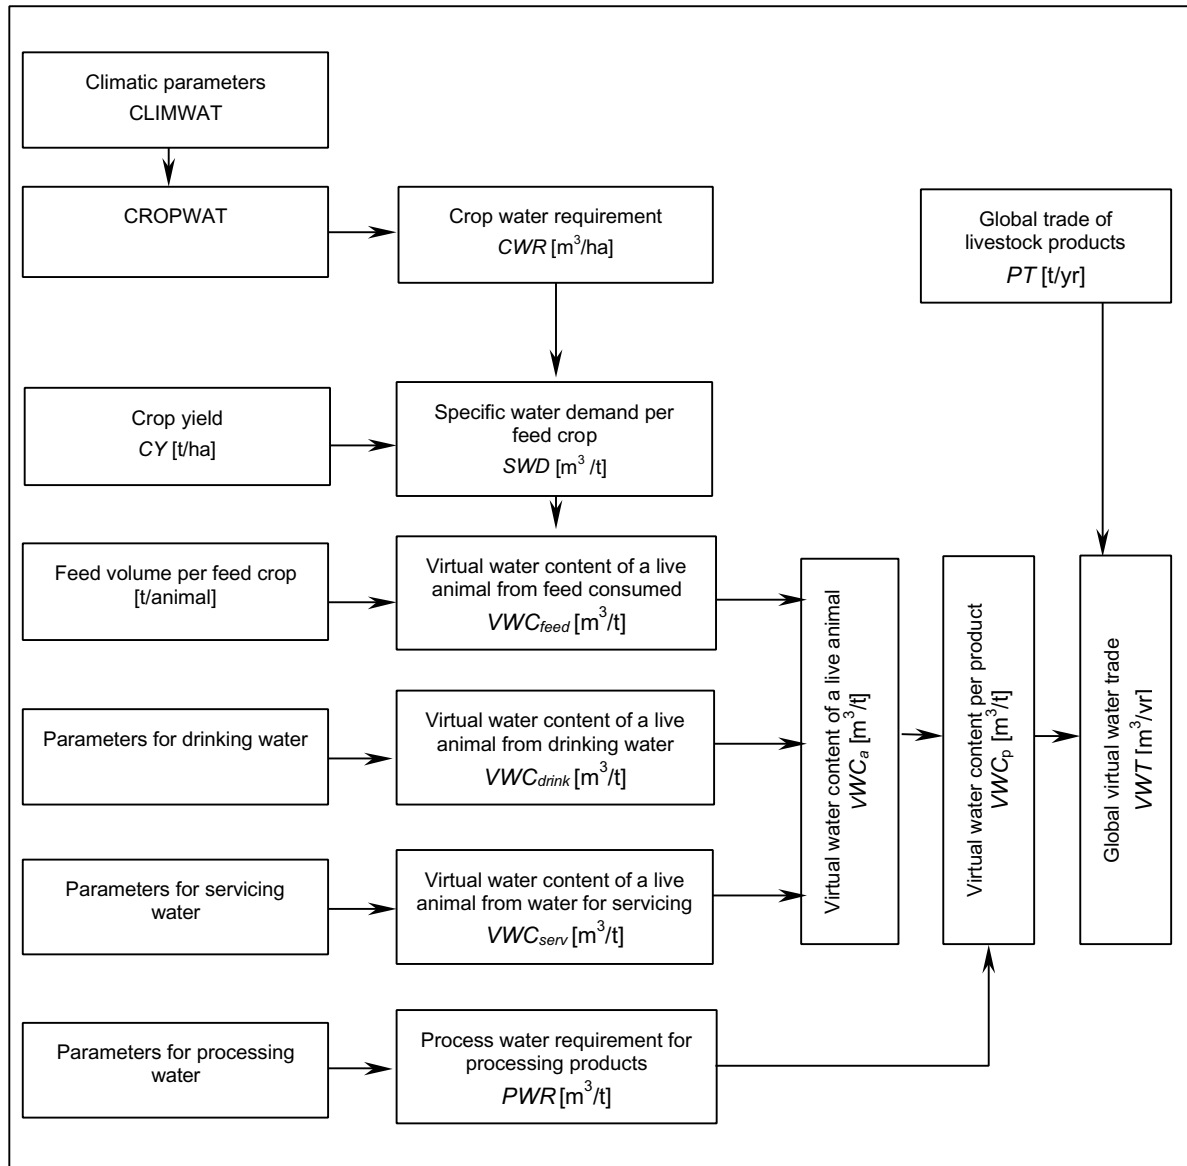 Climatic parameters
CLIMWAT
CROPWAT
Crop water requirement
CWR [m³/ha]
Global trade of
livestock products
PT [t/yr]
Crop yield
CY [t/ha]
Specific water demand per
feed crop
SWD [m³ /t]
Feed volume per feed crop
[t/animal]
Virtual water content of a live
animal from feed consumed
VWCfeed [m³/t]
Parameters for drinking water
Virtual water content of a live
animal from drinking water
VWCdrink [m³/t]
Parameters for servicing
water
Virtual water content of a live
animal from water for servicing
VWCserv [m³/t]
Parameters for processing
water
Process water requirement for
processing products
PWR [m³/t]
Virtual water content of a live animal
VWCa [m³/t]
Virtual water content per product
VWCp [m³/t]
Global virtual water trade
VWT [m³/yr]